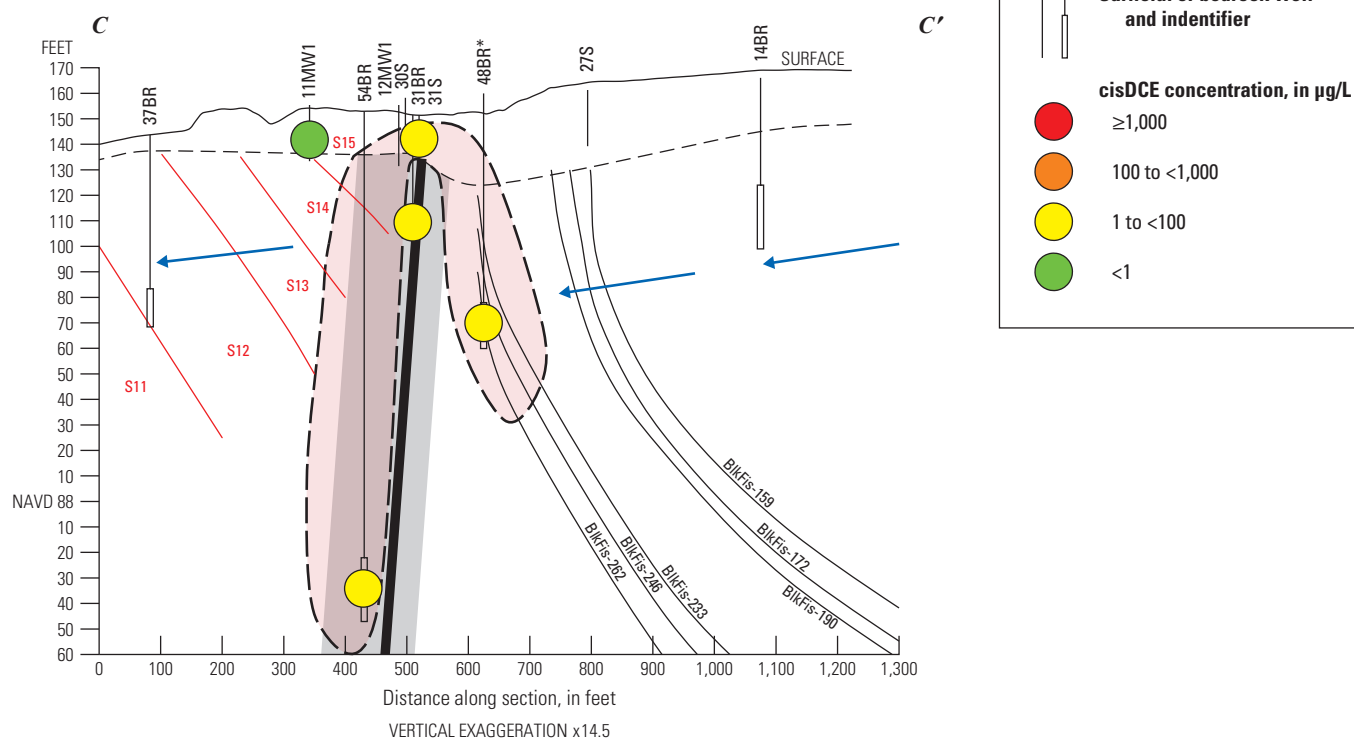 C
C′
FEET
170
160
150
140
130
120
110
100
90
80
70
60
50
40
30
20
10
NAVD 88
10
20
30
40
50
60
37BR
11MW1
54BR
12MW1
30S
31BR
31S
48BR*
27S
14BR
SURFACE
S15
S14
S13
S12
S11
BlkFis-262
BlkFis-246
BlkFis-233
BlkFis-190
BlkFis-172
BlkFis-159
0 100 200 300 400 500 600 700 800 900 1,000 1,100 1,200 1,300
Distance along section, in feet
VERTICAL EXAGGERATION x14.5
and indentifier
cisDCE concentration, in µg/L
≥1,000
100 to <1,000
1 to <100
<1